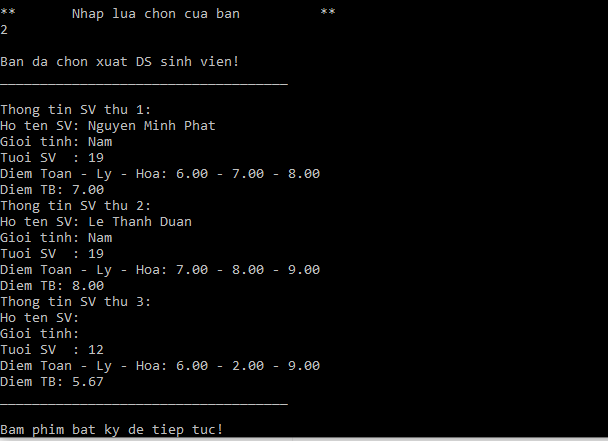 **       Nhap lua chon cua ban          **
2
Ban da chon xuat DS sinh vien!
____________________________________
Thong tin SV thu 1:
Ho ten SV: Nguyen Minh Phat
Gioi tinh: Nam
Tuoi SV  : 19
Diem Toan - Ly - Hoa: 6.00 - 7.00 - 8.00
Diem TB: 7.00
Thong tin SV thu 2:
Ho ten SV: Le Thanh Duan
Gioi tinh: Nam
Tuoi SV  : 19
Diem Toan - Ly - Hoa: 7.00 - 8.00 - 9.00
Diem TB: 8.00
Thong tin SV thu 3:
Ho ten SV:
Gioi tinh:
Tuoi SV  : 12
Diem Toan - Ly - Hoa: 6.00 - 2.00 - 9.00
Diem TB: 5.67
____________________________________
Bam phim bat ky de tiep tuc!